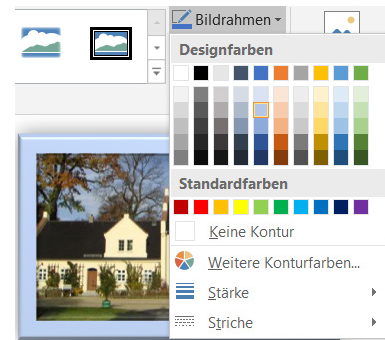 Bildrahmen
Designfarben
Standardfarben
Keine Kontur
Weitere Konturfarben...
Stärke
Striche